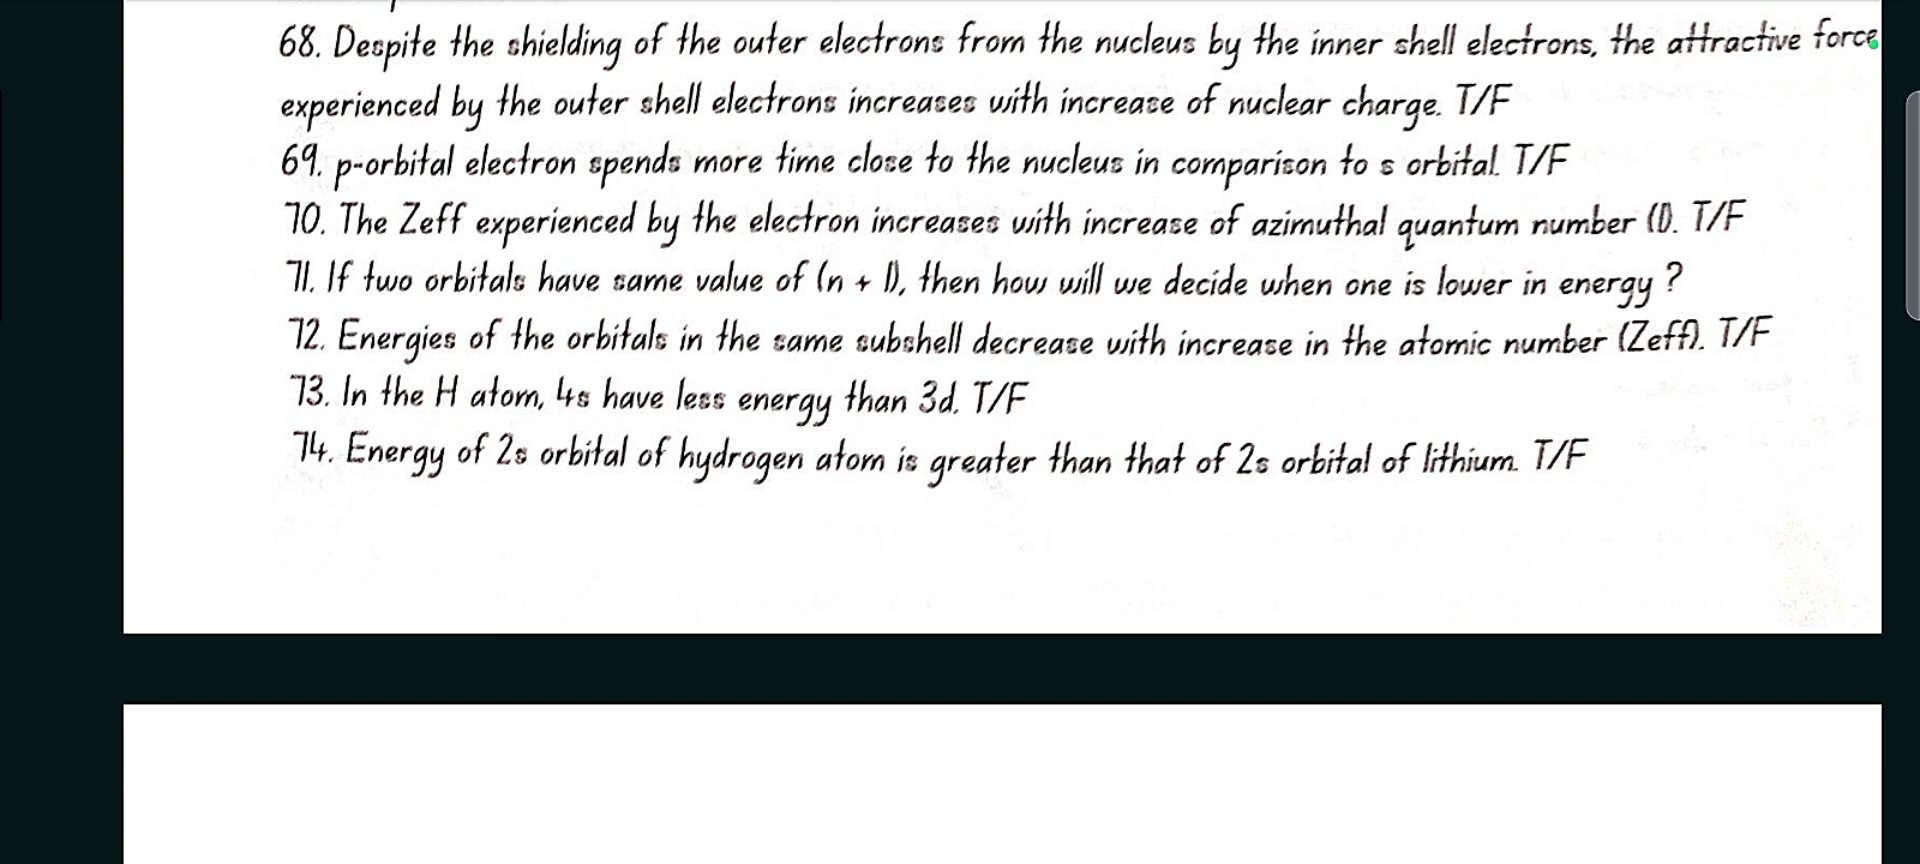 68. Despite the shielding of the outer electrons from the nucleus by the inner shell electrons, the attractive force
experienced by the outer shell electrons increases with increase of nuclear charge. T/F
69. p-orbital electron spends more time close to the nucleus in comparison to s orbital. T/F
70. The Zeff experienced by the electron increases with increase of azimuthal quantum number (l). T/F
71. If two orbitals have same value of (n + l), then how will we decide when one is lower in energy ?
72. Energies of the orbitals in the same subshell decrease with increase in the atomic number (Zeff). T/F
73. In the H atom, 4s have less energy than 3d. T/F
74. Energy of 2s orbital of hydrogen atom is greater than that of 2s orbital of lithium. T/F